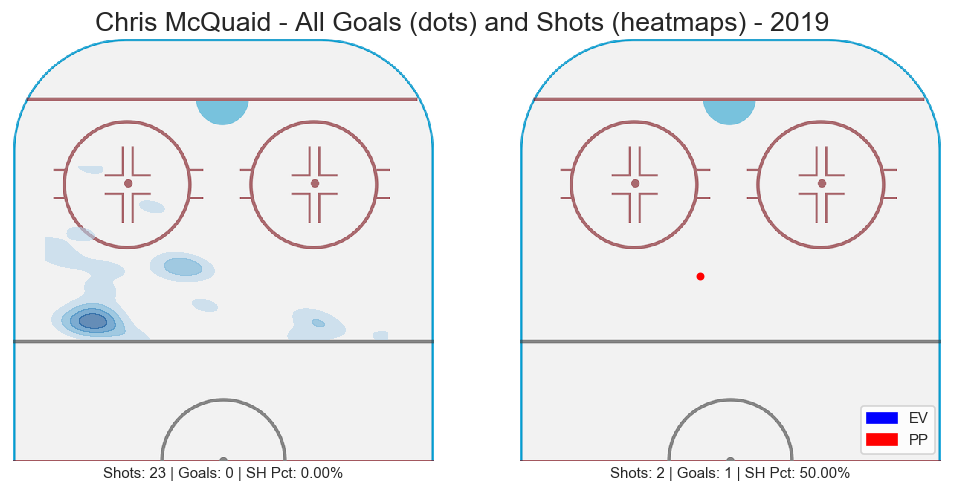 Chris McQuaid - All Goals (dots) and Shots (heatmaps) - 2019
EV
PP
Shots: 23 | Goals: 0 | SH Pct: 0.00%
Shots: 2 | Goals: 1 | SH Pct: 50.00%